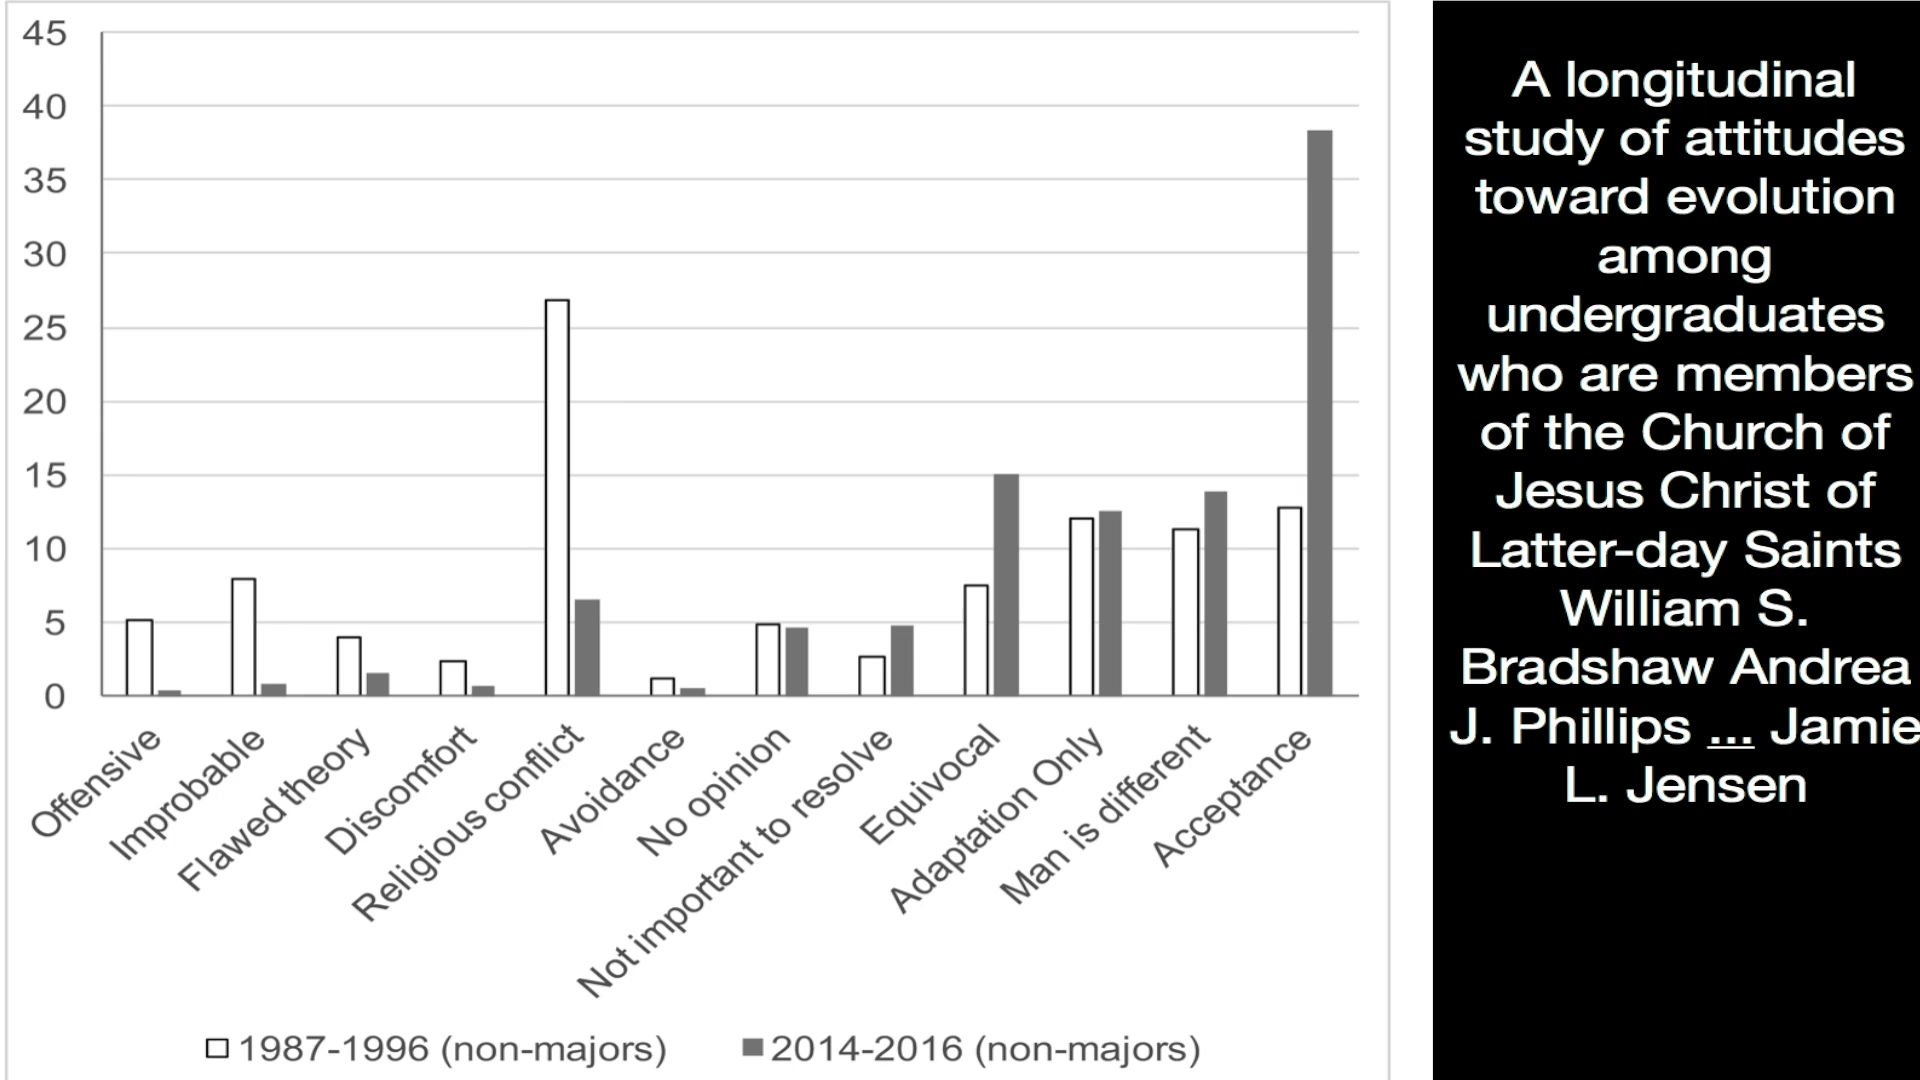 45
40
35
30
25
20
15
10
5
0
Offensive
Improbable
Flawed theory
Discomfort
Religious conflict
Avoidance
No opinion
Not important to resolve
Equivocal
Adaptation Only
Man is different
Acceptance
1987-1996 (non-majors)
2014-2016 (non-majors)
A longitudinal
study of attitudes
toward evolution
among
undergraduates
who are members
of the Church of
Jesus Christ of
Latter-day Saints
William S.
Bradshaw Andrea
J. Phillips ... Jamie
L. Jensen